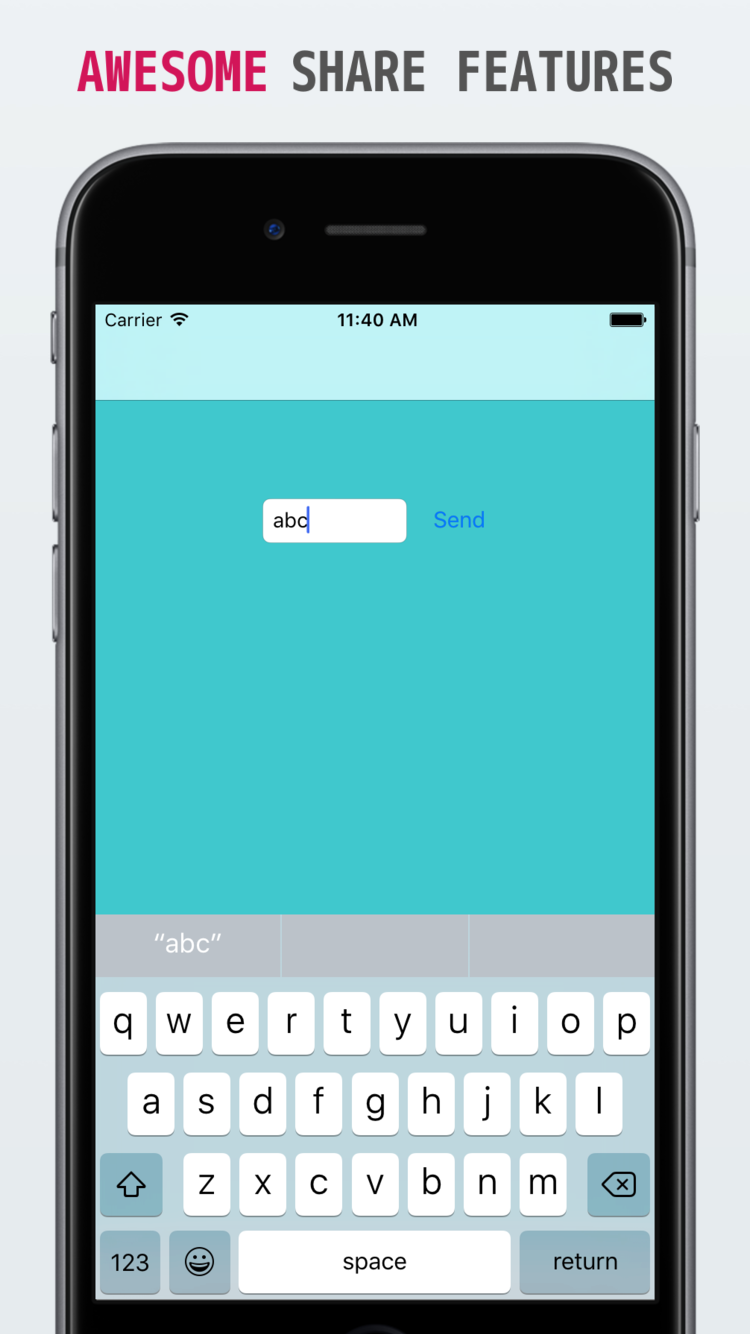 AWESOME SHARE FEATURES
Carrier 11:40 AM
abc Send
“abc”
q w e r t y u i o p
a s d f g h j k l
z x c v b n m
123 space return